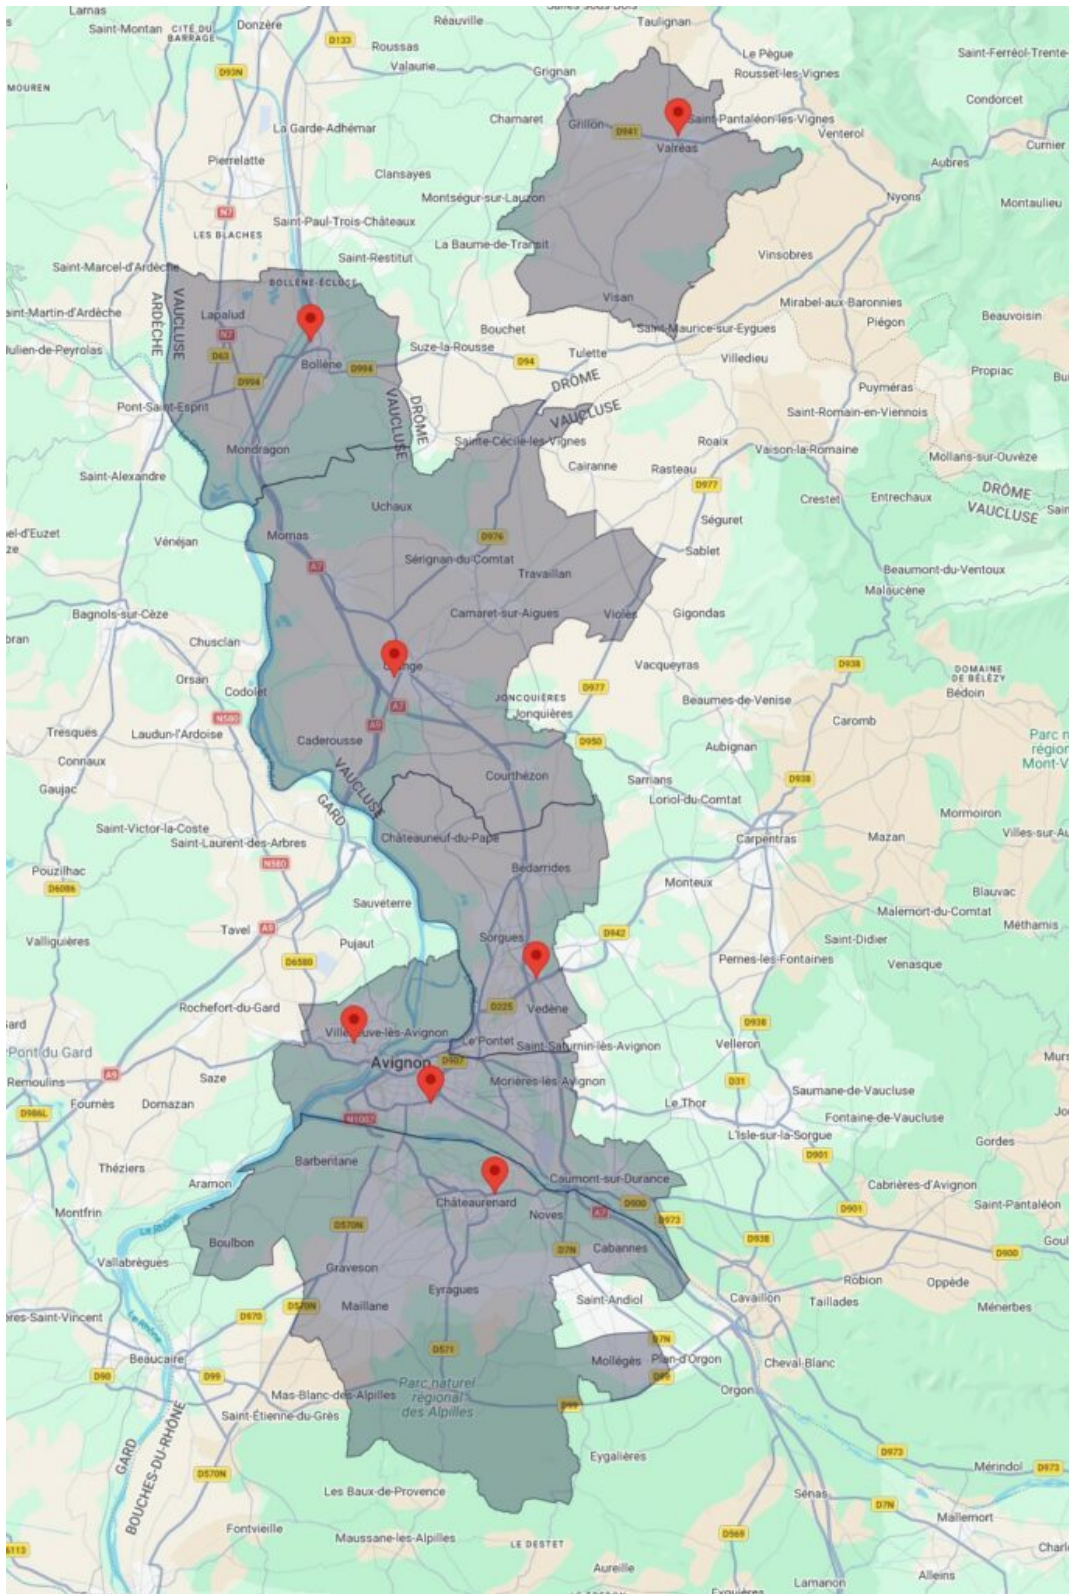 Larnas
Donzère
Réauville
Taulignan
Saint-Montan
CITÉ DU
BARRAGE
D133
Roussas
Le Pègue
Saint-Ferréol-Trente-
Valaurie
Grignan
Rousset-les-Vignes
D93N
Condorcet
La Garde-Adhémar
Chamaret
Grillon
D941
Saint-Pantaléon-les-Vignes
Venterol
Valréas
Curnier
Pierrelatte
Aubres
Clansayes
Montségur-sur-Lauzon
Nyons
Montaulieu
N7
Saint-Paul-Trois-Châteaux
LES BLACHES
La Baume-de-Transit
Saint-Restitut
Vinsobres
Saint-Marcel-d'Ardèche
BOLLÈNE-ÉCLUSE
Visan
Mirabel-aux-Baronnies
ARDÈCHE
VAUCLUSE
Lapalud
Bouchet
Saint-Maurice-sur-Eygues
Piégon
Beauvoisin
N7
Suze-la-Rousse
Tulette
Villedieu
D63
Bollène
D994
D94
Propiac
D994
DRÔME
VAUCLUSE
DRÔME
VAUCLUSE
Puyméras
Pont-Saint-Esprit
Saint-Romain-en-Viennois
Mondragon
Sainte-Cécile-les-Vignes
Roaix
Vaison-la-Romaine
Mollans-sur-Ouvèze
Saint-Alexandre
Cairanne
Rasteau
D977
DRÔME
VAUCLUSE
Uchaux
Crestet
Entrechaux
Vénéjan
Mornas
D976
Séguret
Sérignan-du-Comtat
Sablet
Beaumont-du-Ventoux
A7
Travaillan
Malaucène
Bagnols-sur-Cèze
Camaret-sur-Aigues
Violès
Gigondas
Chusclan
Orsan
Vacqueyras
D938
DOMAINE
DE BÉLÉZY
Codolet
D977
Bédoin
JONCQUIÈRES
Jonquières
Beaumes-de-Venise
N580
A7
Caromb
Tresques
Laudun-l'Ardoise
A9
Caderousse
D950
Aubignan
Connaux
VAUCLUSE
GARD
Courthézon
Sarrians
D938
Gaujac
Loriol-du-Comtat
Mormoiron
Saint-Victor-la-Coste
Châteauneuf-du-Pape
Carpentras
Mazan
Saint-Laurent-des-Arbres
N580
Bédarrides
Pouzilhac
Monteux
D6086
Blauvac
Sauveterre
Malemort-du-Comtat
Méthamis
Valliguières
Tavel
A9
Pujaut
Sorgues
D942
Saint-Didier
D6580
Pernes-les-Fontaines
Venasque
Rochefort-du-Gard
D225
Vedène
D938
Pont du Gard
Le Pontet
Saint-Saturnin-lès-Avignon
Velleron
Avignon
D907
A9
Remoulins
Saze
Morières-lès-Avignon
D31
Saumane-de-Vaucluse
D986L
Fournès
Domazan
Le Thor
Fontaine-de-Vaucluse
N1007
L'Isle-sur-la-Sorgue
Gordes
Théziers
Barbentane
D901
Aramon
Caumont-sur-Durance
Cabrières-d'Avignon
Châteaurenard
D900
Saint-Pantaléon
Montfrin
Le Rhône
D570N
Noves
A7
D973
D901
Boulbon
D7N
Cabannes
D938
D900
Vallabrègues
Graveson
Robion
Oppède
Eyragues
Saint-Andiol
Cavaillon
Taillades
Ménerbes
D570N
Maillane
D970
Le Rhône
Beaucaire
D571
D7N
Mollégès
Plan-d'Orgon
Cheval-Blanc
D90
D99
Mas-Blanc-des-Alpilles
Parc naturel
régional
des Alpilles
D99
Orgon
Saint-Étienne-du-Grès
D99
GARD
BOUCHES-DU-RHÔNE
Eygalières
D973
D570N
Mérindol
D973
Les Baux-de-Provence
Sénas
D7N
Fontvieille
Mallemort
Maussane-les-Alpilles
LE DESTET
D569
Aureille
Lamanon
Alleins